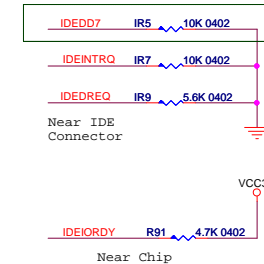 IDEDD7 IR5 10K 0402
IDEINTRQ IR7 10K 0402
IDEDREQ IR9 5.6K 0402
Near IDE
Connector
VCC3
IDEIORDY R91 4.7K 0402
Near Chip